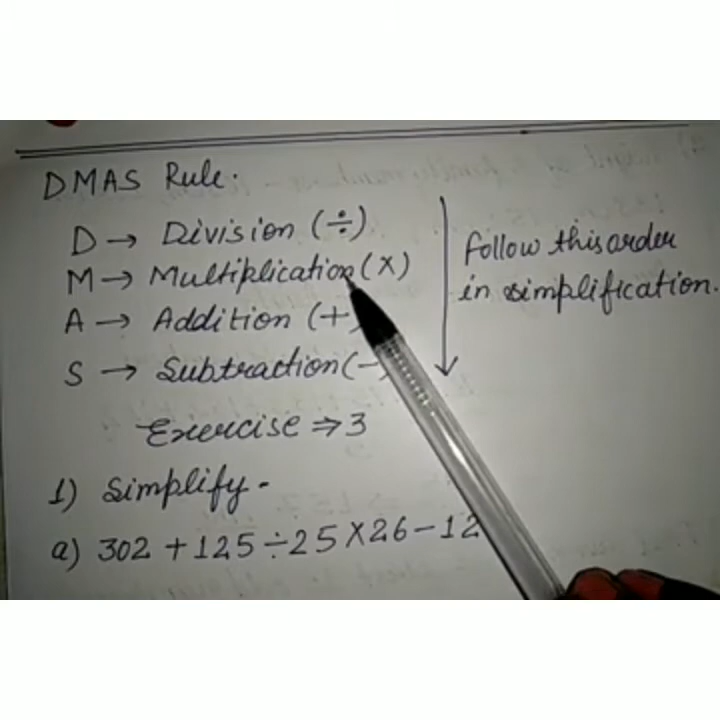 DMAS Rule.
D → Division (÷)
M → Multiplication (×)
A → Addition (+)
S → Subtraction (−
Follow this order
in simplification.
Exercise ⇒ 3
1) Simplify -
a) 302 + 125 ÷ 25 × 26 − 12